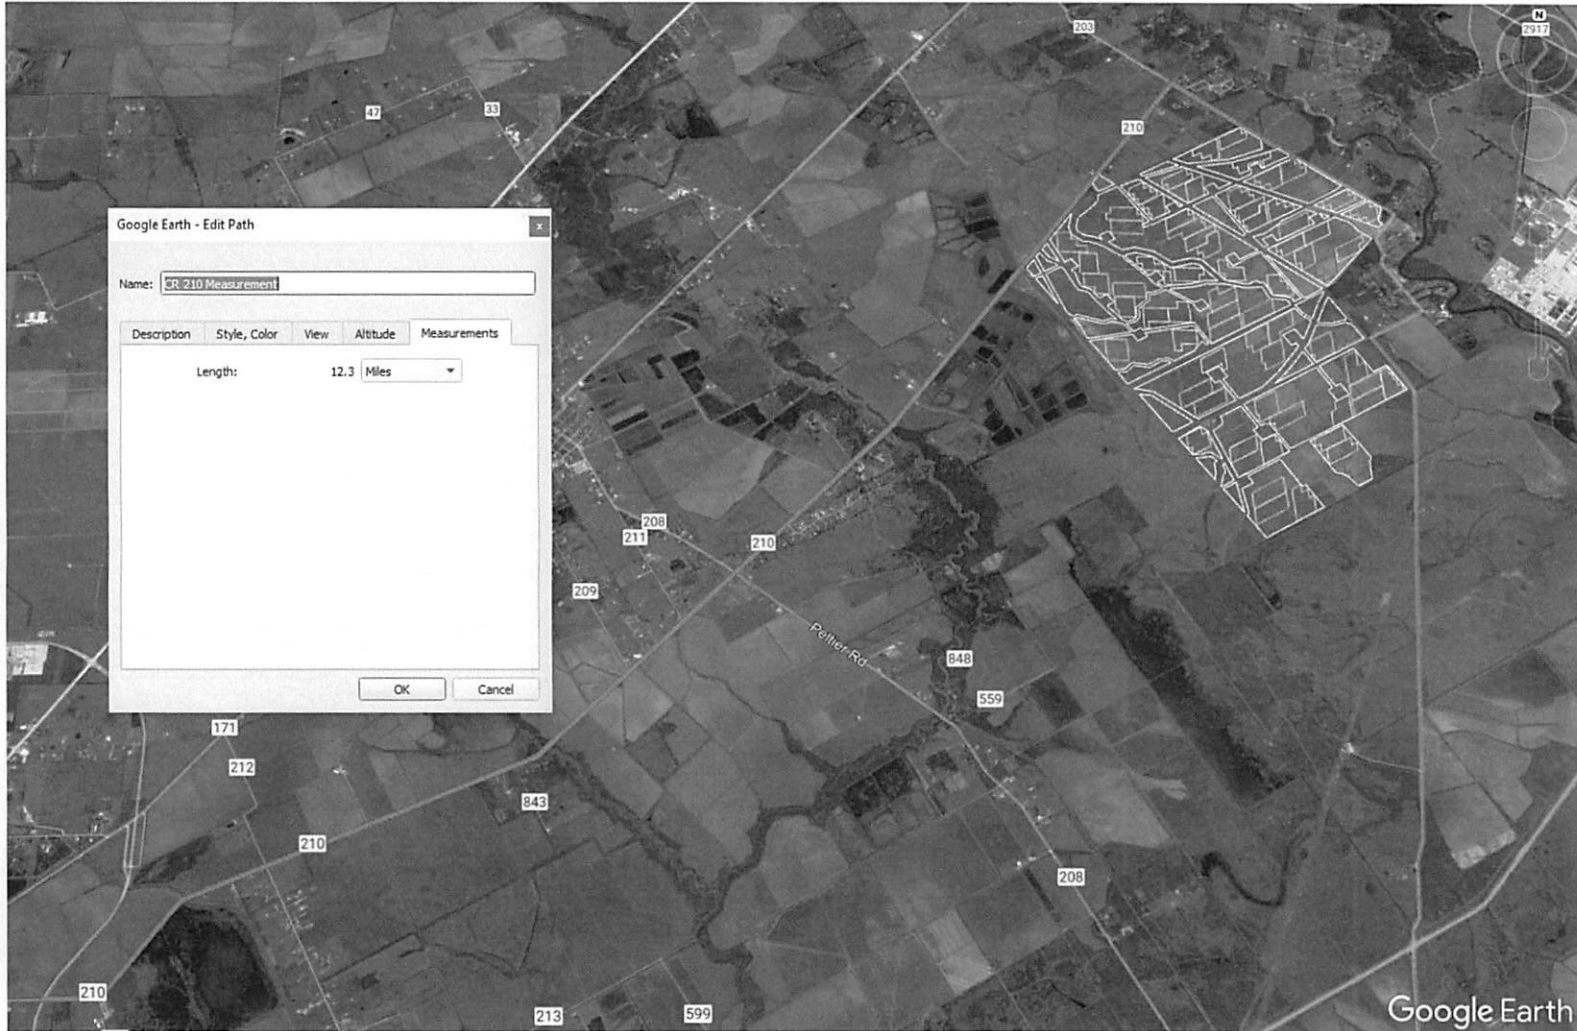 N
2917
203
47
33
210
Google Earth - Edit Path
x
Name: CR 210 Measurement
Description Style, Color View Altitude Measurements
Length: 12.3 Miles
208
211
210
209
Peltier Rd
848
559
OK Cancel
171
212
843
210
208
210
213
599
Google Earth